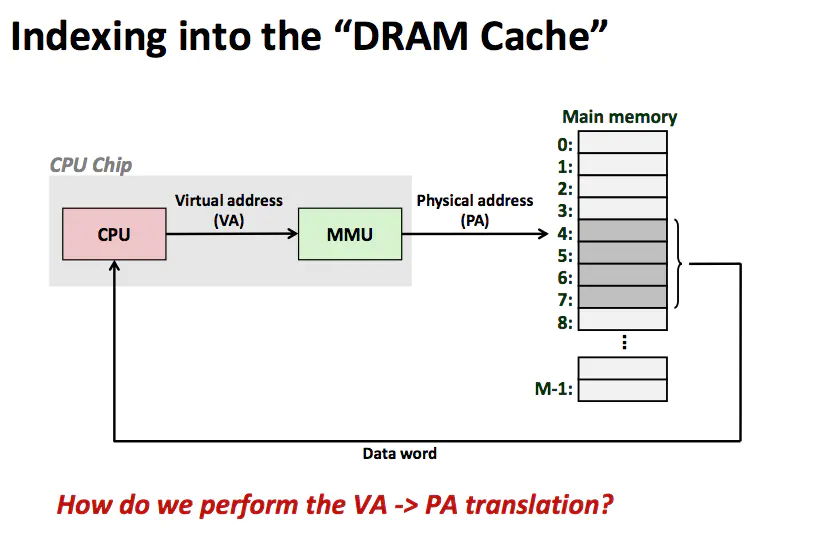 Indexing into the “DRAM Cache”
Main memory
CPU Chip
0:
1:
2:
3:
4:
5:
6:
7:
8:
⋮
M-1:
Virtual address
(VA)
Physical address
(PA)
CPU
MMU
Data word
How do we perform the VA -> PA translation?